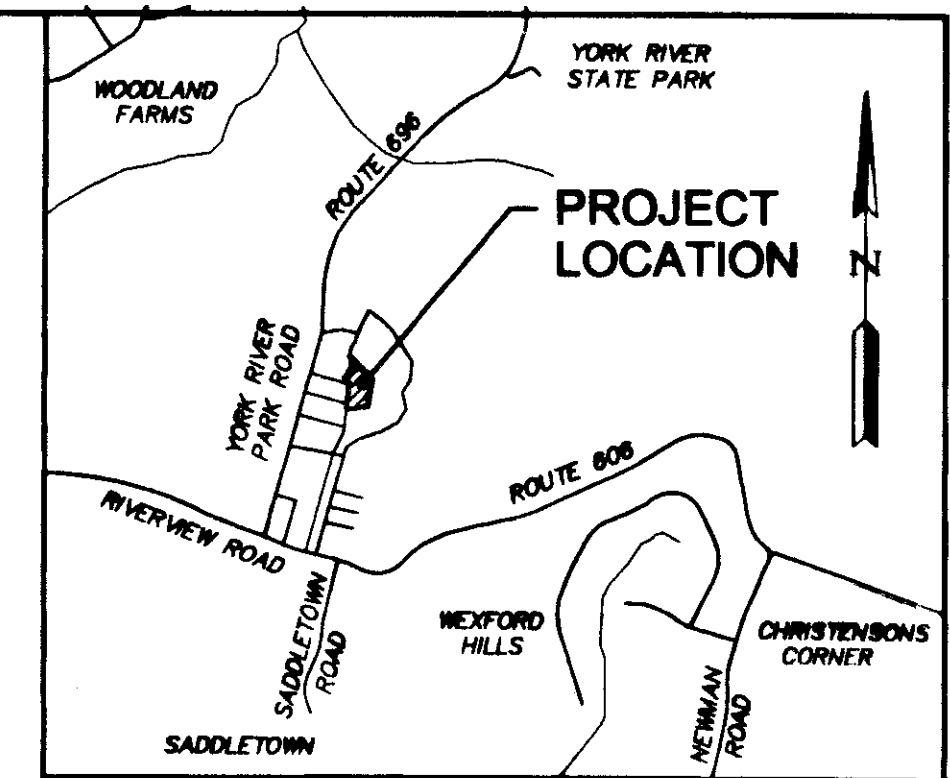 YORK RIVER
STATE PARK
WOODLAND
FARMS
ROUTE 696
PROJECT
LOCATION
N
YORK RIVER
PARK ROAD
ROUTE 606
RIVERVIEW ROAD
SADDLETOWN
ROAD
WEXFORD
HILLS
CHRISTENSONS
CORNER
NEWMAN
ROAD
SADDLETOWN